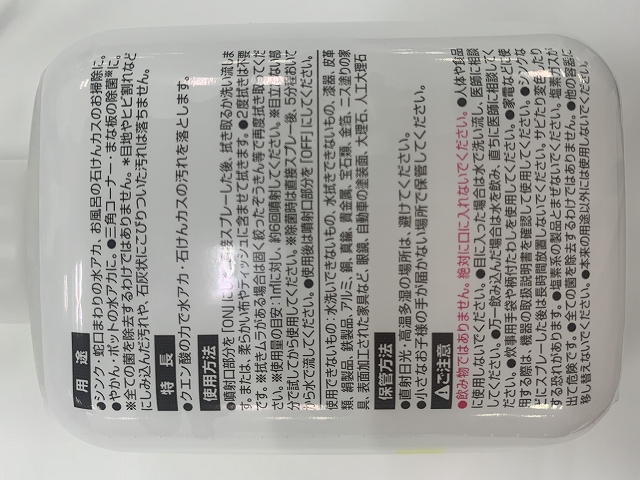 用 途
●シンク・蛇口まわりの水アカ、お風呂の石けんカスのお掃除に。
●やかん・ポットの水アカに。●三角コーナー・まな板の除菌※に。
※全ての菌を除去するわけではありません。*目地やヒビ割れなど
にしみ込んだ汚れや、石灰状にこびりついた汚れは落ちません。
特 長
●クエン酸の力で水アカ・石けんカスの汚れを落とします。
使用方法
●噴射口部分を「ON」にして直接スプレーした後、拭き取るか洗い流しま
す。または、柔らかい布やティッシュに含ませて拭きます。●2度拭きは不要
です。※拭きムラがある場合は固く絞ったぞうきん等で再度拭き取ってくだ
さい。※使用量の目安:1㎡に対し、約6回噴射してください。※目立たない部
分で試してから使用してください。※除菌時は直接スプレー後、5分おいて
から水で流してください。●使用後は噴射口部分を「OFF」にしてください。
使用できないもの:水洗いできないもの、水拭きできないもの、漆器、皮革
類、絹製品、鉄製品、アルミ、銅、真鍮、貴金属、宝石類、金箔、ニス塗りの家
具、表面加工された家具など、眼鏡、自動車の塗装面、大理石、人工大理石
保管方法
●直射日光・高温多湿の場所は、避けてください。
●小さなお子様の手が届かない場所で保管してください。
⚠ご注意
●飲み物ではありません。絶対に口に入れないでください。●人体や食品
に使用しないでください。●目に入った場合は水で洗い流し、医師に相談
してください。●万一飲み込んだ場合は水を飲み、直ちに医師に相談してく
ださい。●炊事用手袋や柄付たわしを使用してください。●家電などに使
用する際は、機器の取扱説明書を確認して使用してください。●シンクな
どにスプレーした後は長時間放置しないでください。サビたり変色したり
する恐れがあります。●塩素系の製品とまぜないでください。塩素ガスが
出て危険です。●全ての菌を除去するわけではありません。●他の容器に
移し替えないでください。●本来の用途以外には使用しないでください。